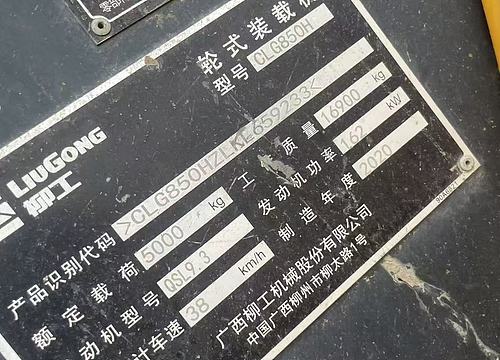 零部
轮式装载
型号 CLG850H
LIUGONG
柳工
产品识别代码 >CLG850HZLKL659233<
额定载荷 5000 kg 工 质量 16900 kg
动机型号 QSL9.3 发动机功率 162 kW
计车速 38 km/h 制造年度 2020
广西柳工机械股份有限公司
中国广西柳州市柳太路1号